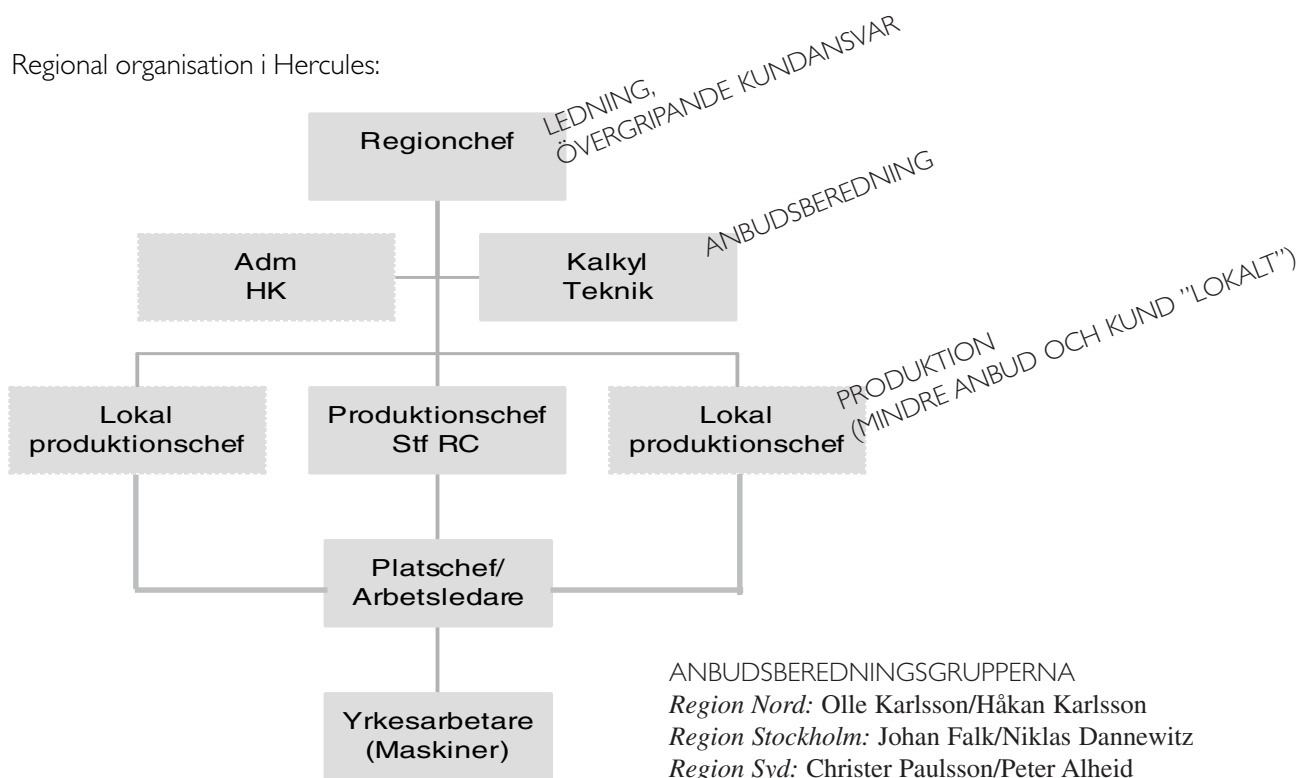 Regional organisation i Hercules:
Regionchef
LEDNING,
ÖVERGRIPANDE KUNDANSVAR
Adm
HK
Kalkyl
Teknik
ANBUDSBEREDNING
Lokal
produktionschef
Produktionschef
Stf RC
Lokal
produktionschef
PRODUKTION
(MINDRE ANBUD OCH KUND ”LOKALT”)
Platschef/
Arbetsledare
Yrkesarbetare
(Maskiner)
ANBUDSBEREDNINGSGRUPPERNA
Region Nord: Olle Karlsson/Håkan Karlsson
Region Stockholm: Johan Falk/Niklas Dannewitz
Region Syd: Christer Paulsson/Peter Alheid